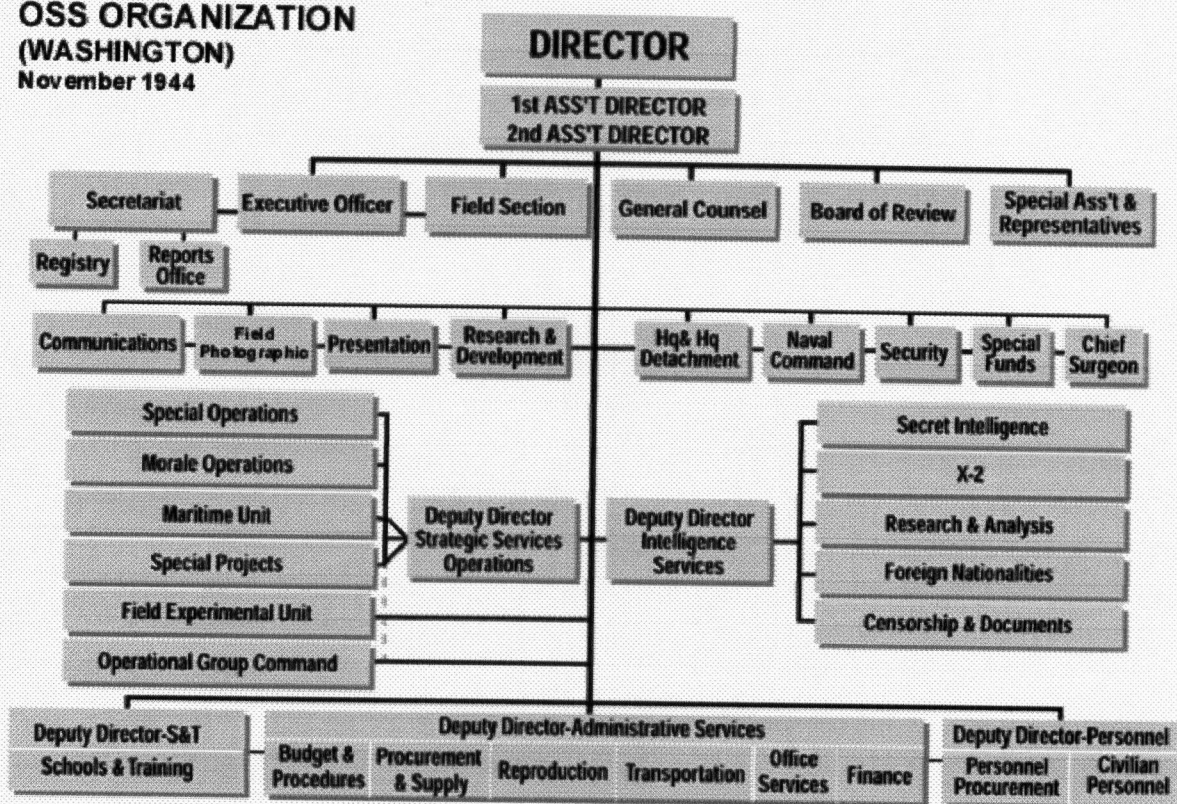 OSS ORGANIZATION
(WASHINGTON)
November 1944
DIRECTOR
1st ASS'T DIRECTOR
2nd ASS'T DIRECTOR
Secretariat
Executive Officer
Field Section
General Counsel
Board of Review
Special Ass't &
Representatives
Registry
Reports
Office
Communications
Field
Photographic
Presentation
Research &
Development
Hq& Hq
Detachment
Naval
Command
Security
Special
Funds
Chief
Surgeon
Special Operations
Morale Operations
Maritime Unit
Special Projects
Field Experimental Unit
Operational Group Command
Deputy Director
Strategic Services
Operations
Deputy Director
Intelligence
Services
Secret Intelligence
X-2
Research & Analysis
Foreign Nationalities
Censorship & Documents
Deputy Director-S&T
Schools & Training
Deputy Director-Administrative Services
Budget &
Procedures
Procurement
& Supply
Reproduction
Transportation
Office
Services
Finance
Deputy Director-Personnel
Personnel
Procurement
Civilian
Personnel